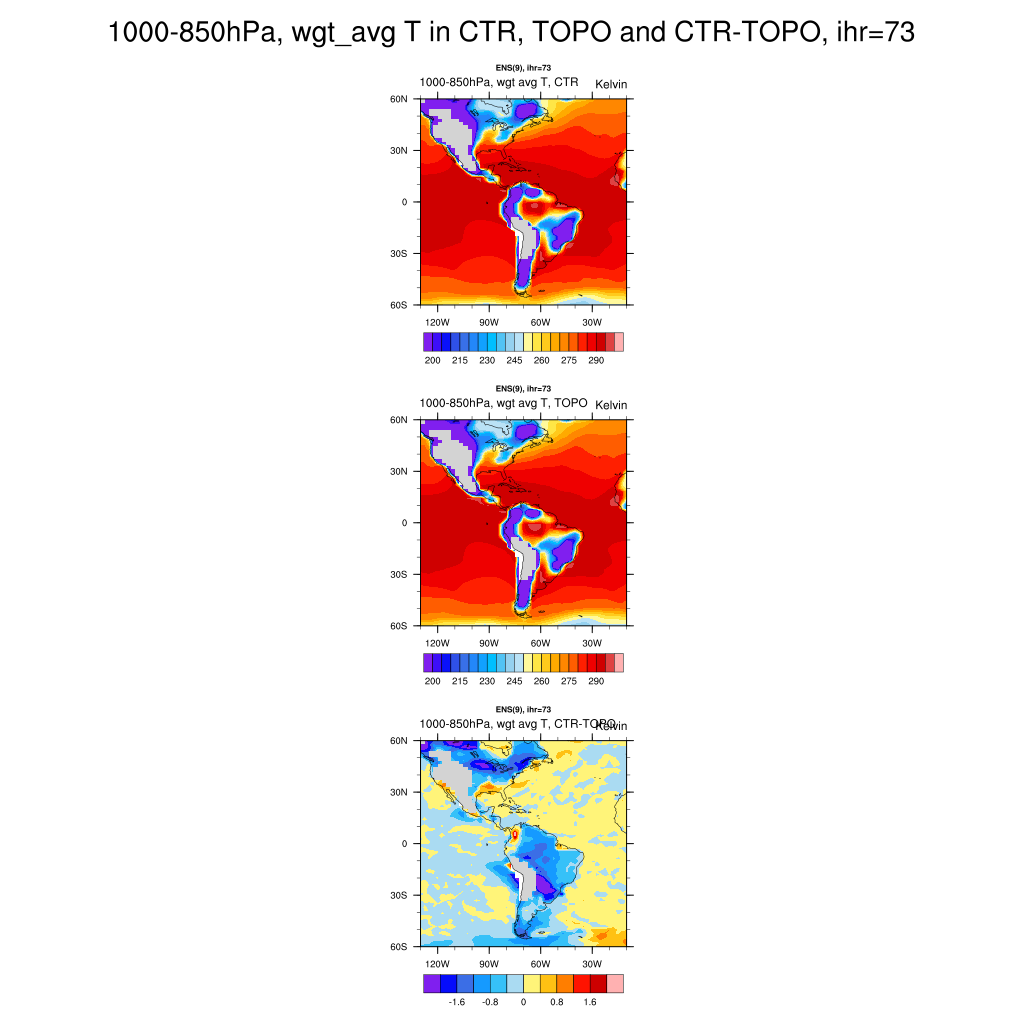 1000-850hPa, wgt_avg T in CTR, TOPO and CTR-TOPO, ihr=73
ENS(9), ihr=73
1000-850hPa, wgt avg T, CTR Kelvin
60N
30N
0
30S
60S
120W 90W 60W 30W
200 215 230 245 260 275 290
ENS(9), ihr=73
1000-850hPa, wgt avg T, TOPO Kelvin
60N
30N
0
30S
60S
120W 90W 60W 30W
200 215 230 245 260 275 290
ENS(9), ihr=73
1000-850hPa, wgt avg T, CTR-TOPO Kelvin
60N
30N
0
30S
60S
120W 90W 60W 30W
-1.6 -0.8 0 0.8 1.6